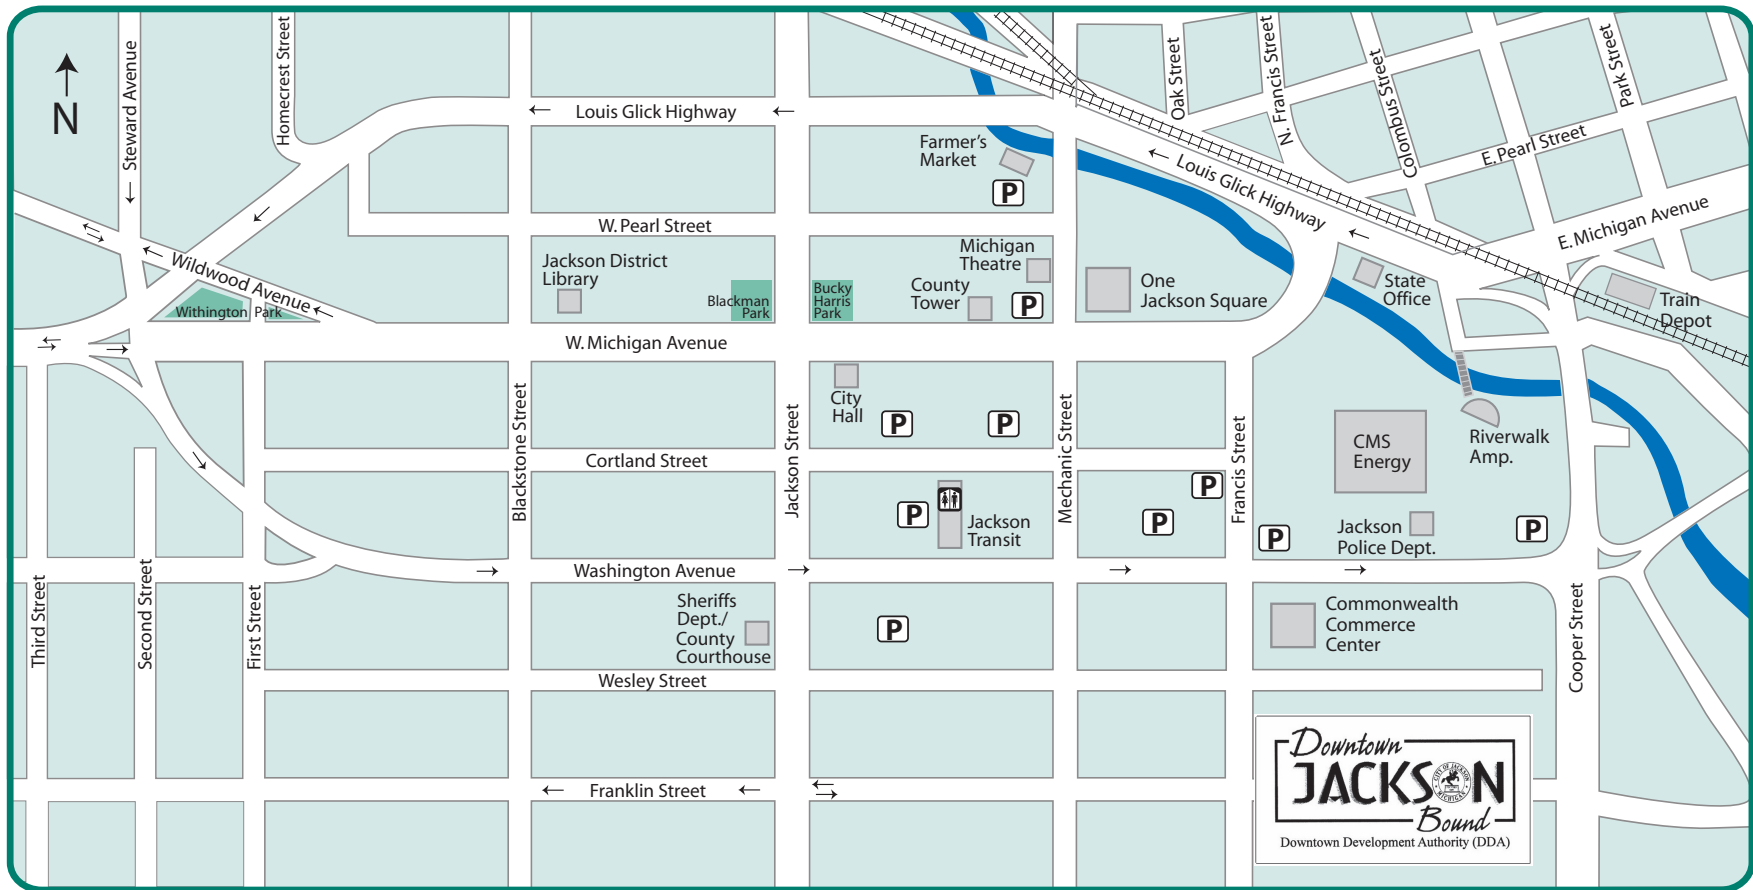 N
Steward Avenue
Homecrest Street
Louis Glick Highway
Oak Street
N. Francis Street
Colombus Street
Park Street
E. Pearl Street
Farmer's
Market
P
Louis Glick Highway
E. Michigan Avenue
W. Pearl Street
Wildwood Avenue
Withington Park
Jackson District
Library
Blackman
Park
Bucky
Harris
Park
Michigan
Theatre
County
Tower
P
One
Jackson Square
State
Office
Train
Depot
W. Michigan Avenue
City
Hall
P
P
Blackstone Street
Jackson Street
Mechanic Street
Francis Street
CMS
Energy
Riverwalk
Amp.
Cortland Street
P
Jackson
Transit
P
P
P
Jackson
Police Dept.
P
Washington Avenue
Third Street
Second Street
First Street
Sheriffs
Dept./
County
Courthouse
P
Commonwealth
Commerce
Center
Cooper Street
Wesley Street
Franklin Street
Downtown
JACKSON
CITY OF JACKSON
MICHIGAN
Bound
Downtown Development Authority (DDA)